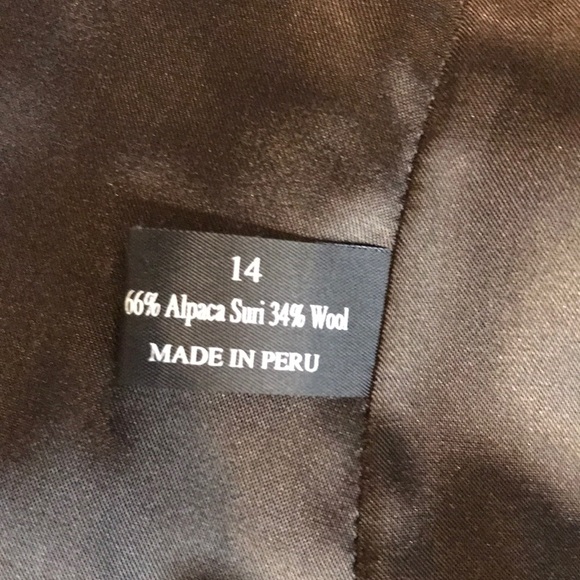 14
66% Alpaca Suri 34% Wool
MADE IN PERU